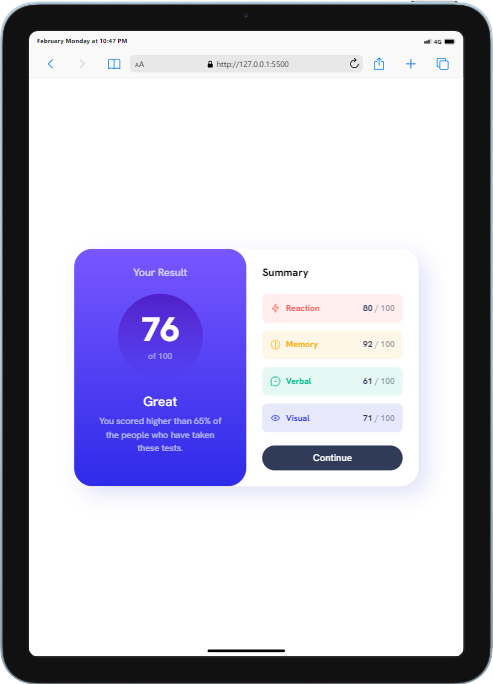 February Monday at 10:47 PM
4G
AA
http://127.0.0.1:5500
Your Result
76
of 100
Great
You scored higher than 65% of
the people who have taken
these tests.
Summary
Reaction 80 / 100
Memory 92 / 100
Verbal 61 / 100
Visual 71 / 100
Continue